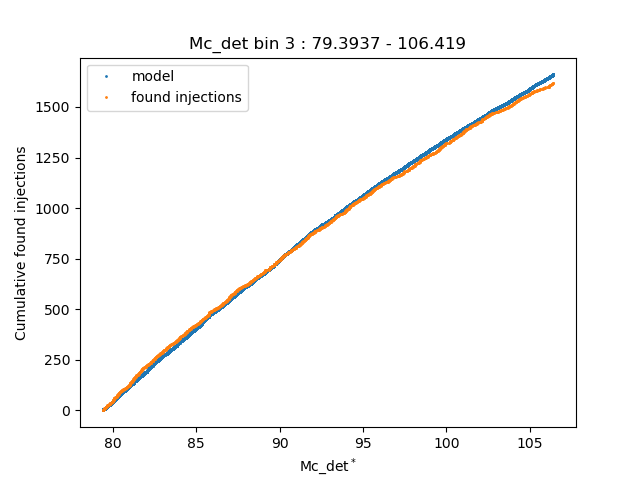 Mc_det bin 3 : 79.3937 - 106.419
model
found injections
Cumulative found injections
1500
1250
1000
750
500
250
0
80 85 90 95 100 105
Mc_det*